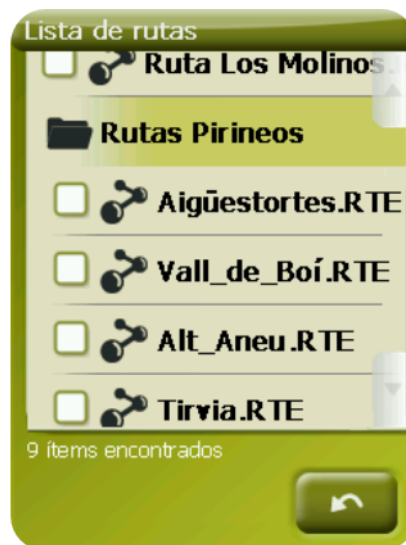 Lista de rutas
Ruta Los Molinos.
Rutas Pirineos
Aigüestortes.RTE
Vall_de_Boí.RTE
Alt_Aneu.RTE
Tirvia.RTE
9 ítems encontrados